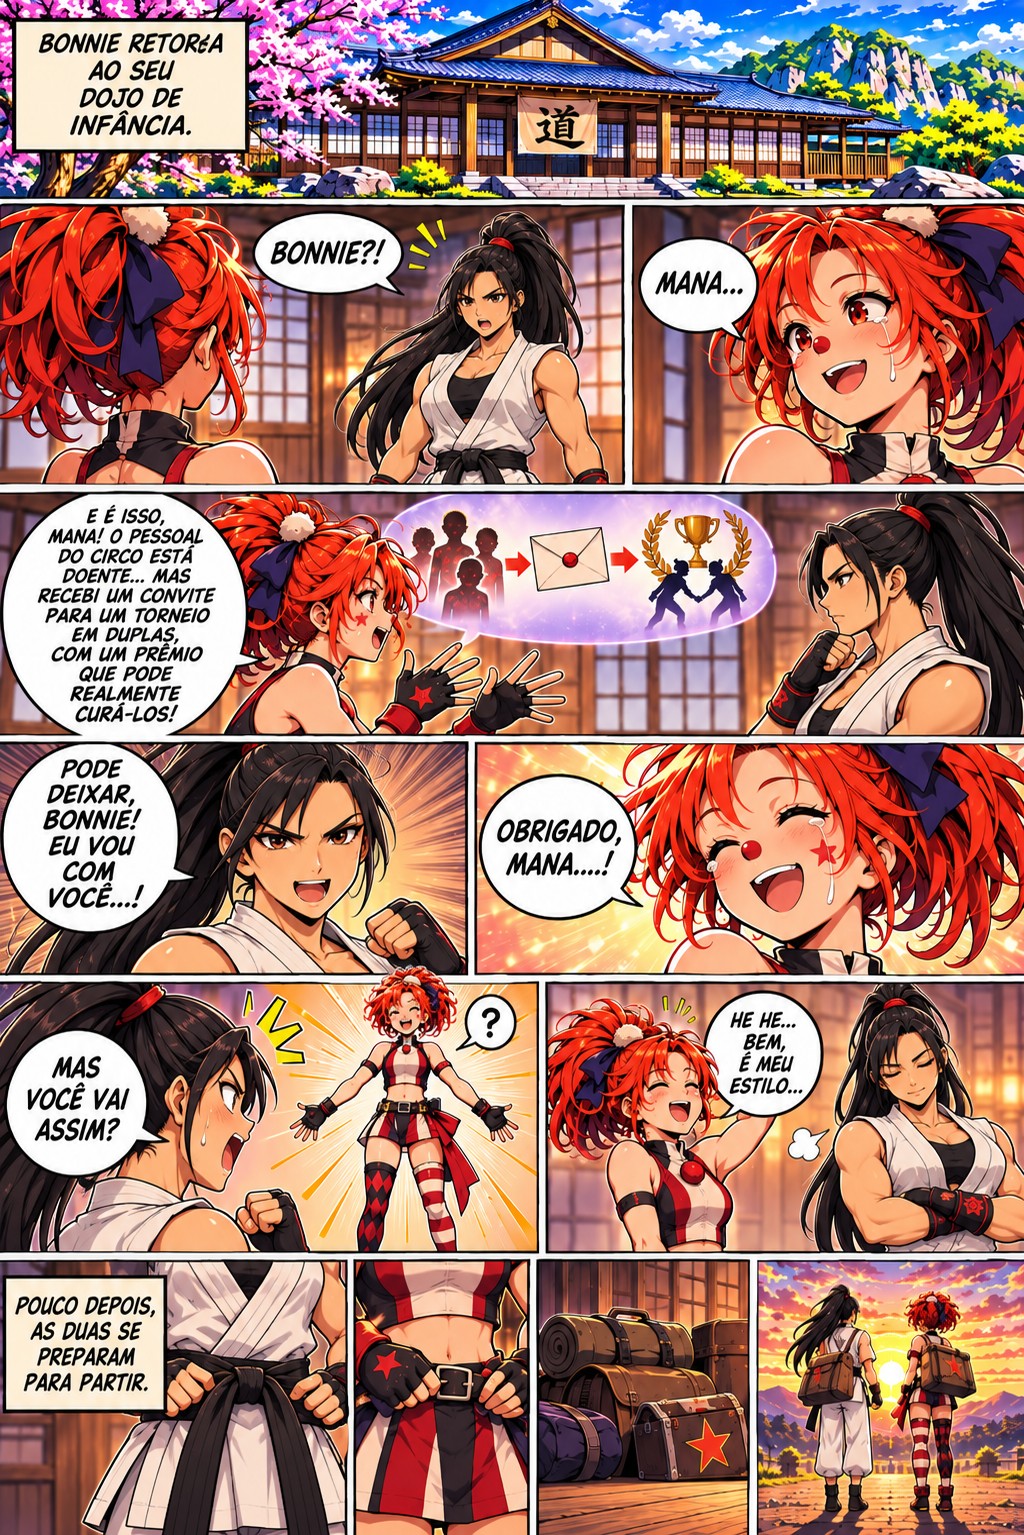 BONNIE RETORÉA
AO SEU
DOJO DE
INFÂNCIA.
道
BONNIE?!
MANA...
E É ISSO,
MANA! O PESSOAL
DO CIRCO ESTÁ
DOENTE... MAS
RECEBI UM CONVITE
PARA UM TORNEIO
EM DUPLAS,
COM UM PRÊMIO
QUE PODE
REALMENTE
CURÁ-LOS!
PODE
DEIXAR,
BONNIE!
EU VOU
COM
VOCÊ...!
OBRIGADO,
MANA....!
MAS
VOCÊ VAI
ASSIM?
?
HE HE...
BEM,
É MEU
ESTILO...
POUCO DEPOIS,
AS DUAS SE
PREPARAM
PARA PARTIR.